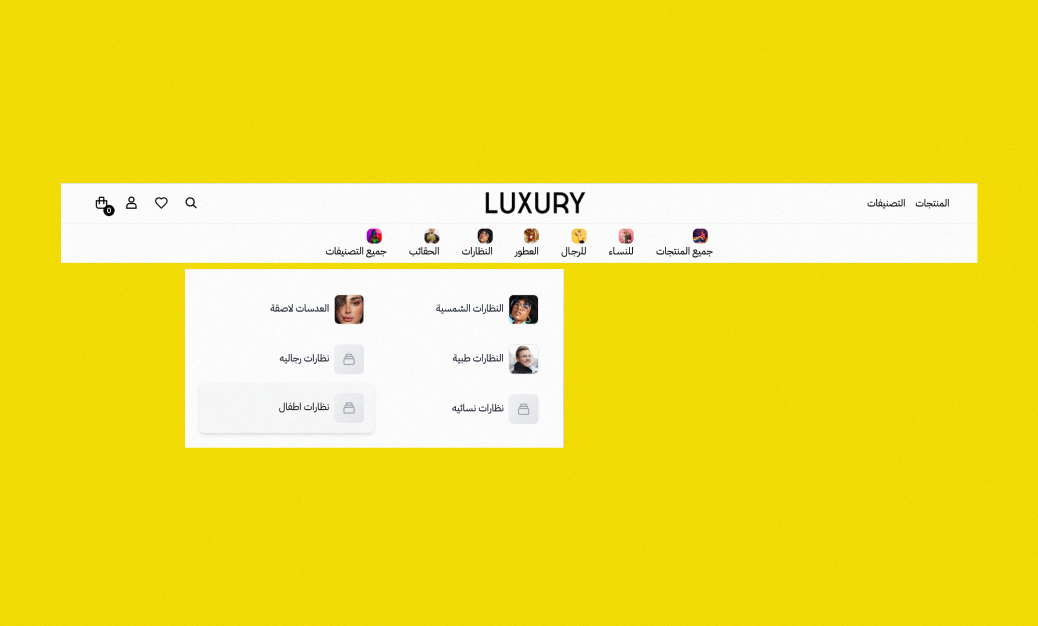 المنتجات
التصنيفات
LUXURY
0
جميع المنتجات
للنساء
للرجال
العطور
النظارات
الحقائب
جميع التصنيفات
النظارات الشمسية
العدسات لاصقة
النظارات طبية
نظارات رجاليه
نظارات نسائيه
نظارات اطفال